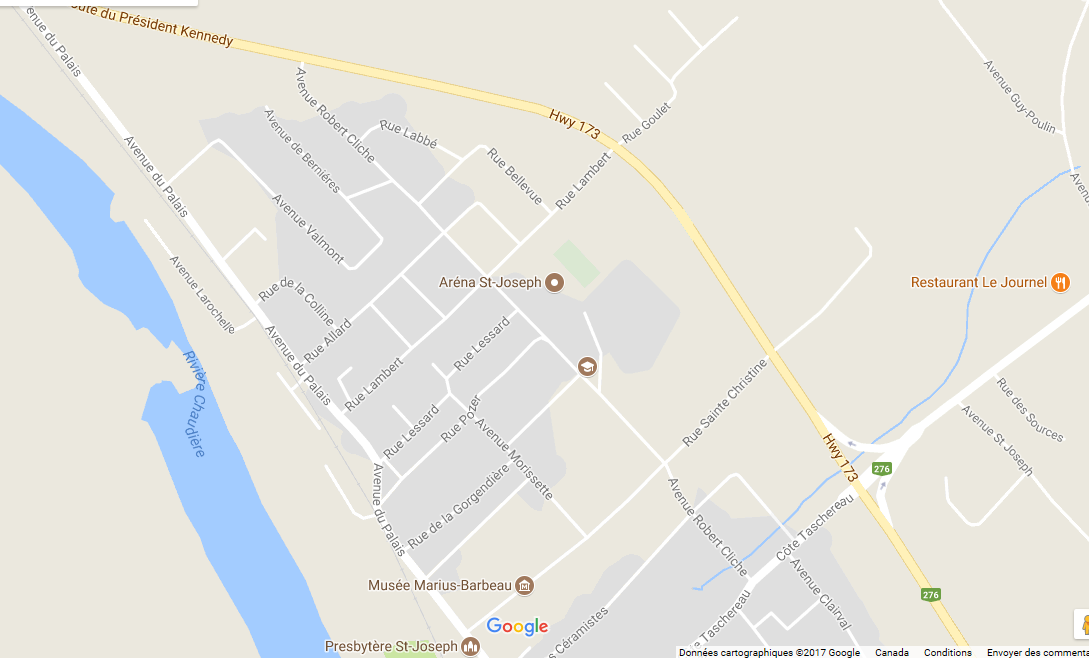 oute du Président Kennedy
Avenue du Palais
Avenue Guy-Poulin
Avenue Robert Cliche
Hwy 173
Rue Goulet
Rue Labbé
Avenue de Bernières
Avenue du Palais
Rue Bellevue
Rue Lambert
Avenue Valmont
Avenue Larochelle
Rue de la Colline
Aréna St-Joseph
Restaurant Le Journel
Rue Allard
Rue Lessard
Avenue du Palais
Rivière Chaudière
Rue Lambert
Rue Sainte Christine
Rue Lessard
Rue Pozer
Rue des Sources
Avenue St Joseph
Hwy 173
276
Avenue Morissette
Avenue du Palais
Rue de la Gorgendière
Avenue Robert Cliche
Côte Taschereau
Avenue Clairval
Musée Marius-Barbeau
276
Google
s Céramistes
e Taschereau
Presbytère St-Joseph
Données cartographiques ©2017 Google Canada Conditions Envoyer des commenta